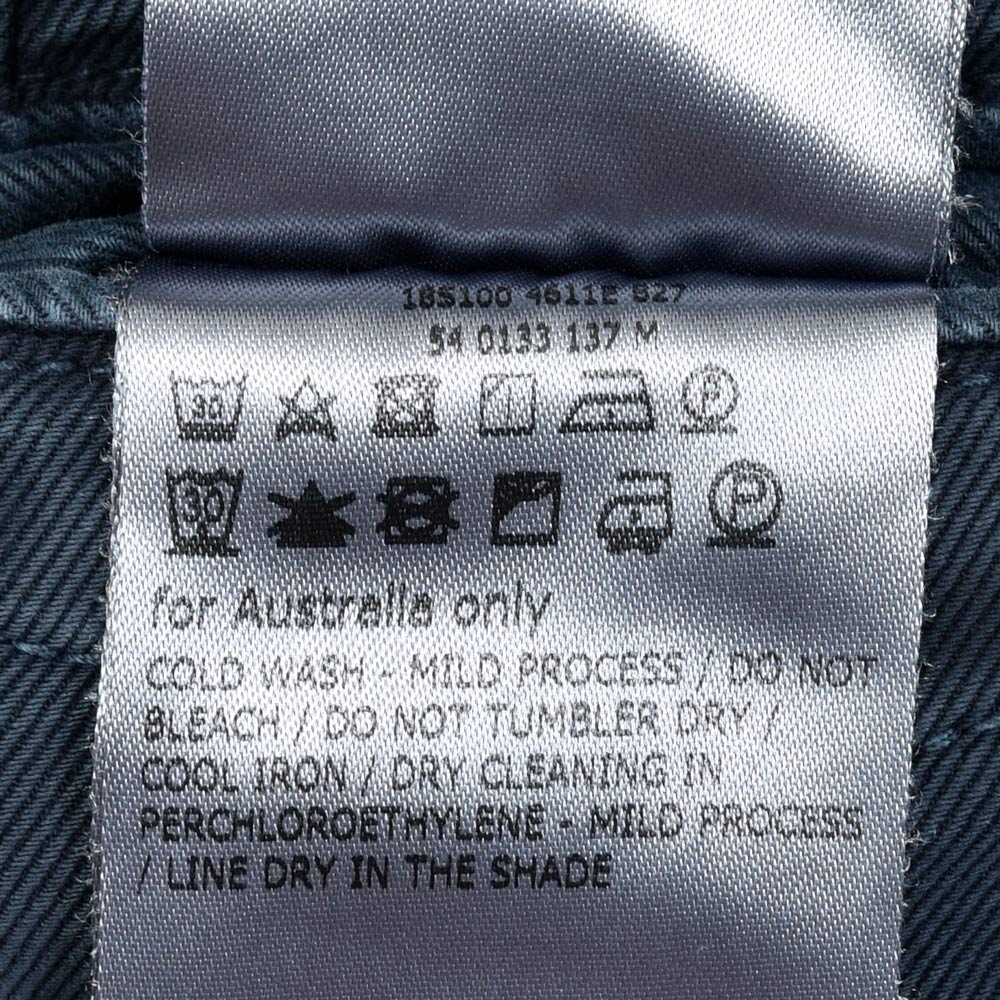 18S100 4611E 827
54 0133 137 M
30 P
30 P
for Australia only
COLD WASH - MILD PROCESS / DO NOT
BLEACH / DO NOT TUMBLER DRY /
COOL IRON / DRY CLEANING IN
PERCHLOROETHYLENE - MILD PROCESS
/ LINE DRY IN THE SHADE